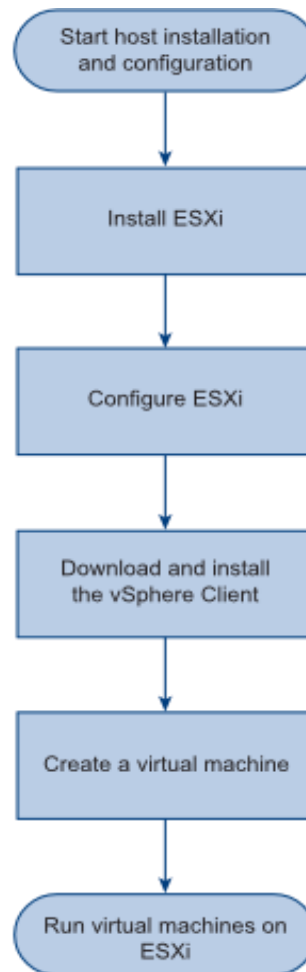 Start host installation
and configuration
Install ESXi
Configure ESXi
Download and install
the vSphere Client
Create a virtual machine
Run virtual machines on
ESXi